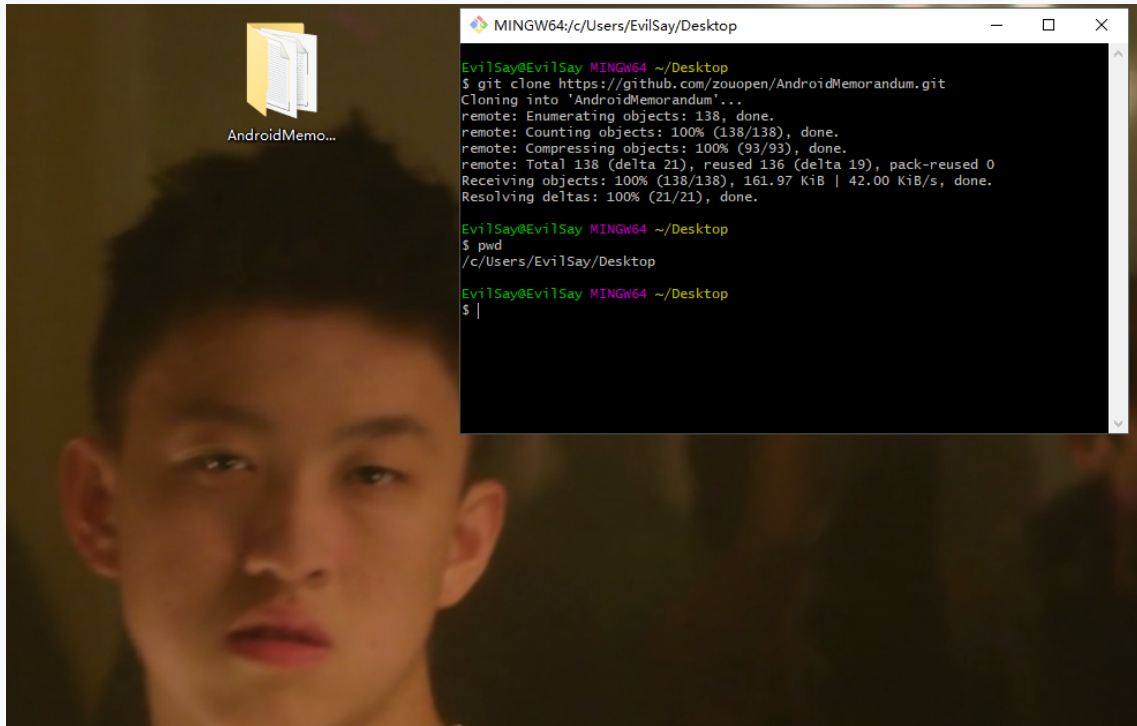 AndroidMemo...
MINGW64:/c/Users/EvilSay/Desktop
EvilSay@EvilSay MINGW64 ~/Desktop
$ git clone https://github.com/zouopen/AndroidMemorandum.git
Cloning into 'AndroidMemorandum'...
remote: Enumerating objects: 138, done.
remote: Counting objects: 100% (138/138), done.
remote: Compressing objects: 100% (93/93), done.
remote: Total 138 (delta 21), reused 136 (delta 19), pack-reused 0
Receiving objects: 100% (138/138), 161.97 KiB | 42.00 KiB/s, done.
Resolving deltas: 100% (21/21), done.
EvilSay@EvilSay MINGW64 ~/Desktop
$ pwd
/c/Users/EvilSay/Desktop
EvilSay@EvilSay MINGW64 ~/Desktop
$